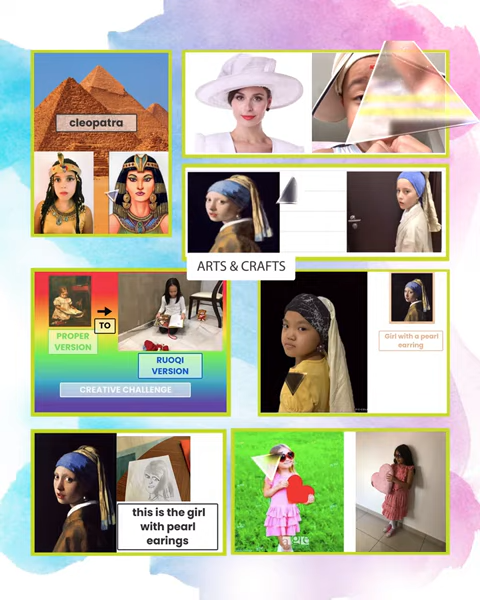 cleopatra
ARTS & CRAFTS
PROPER
VERSION
TO
RUOQI
VERSION
CREATIVE CHALLENGE
Girl with a pearl
earring
this is the girl
with pearl
earings